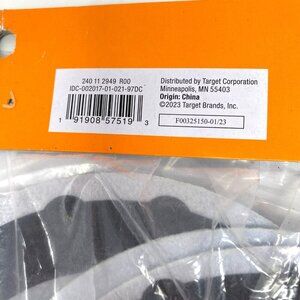 240 11 2949 R00
IDC-002017-01-021-97DC
1 91908 57519 3
Distributed by Target Corporation
Minneapolis, MN 55403
Origin: China
©2023 Target Brands, Inc.
F00325150-01/23